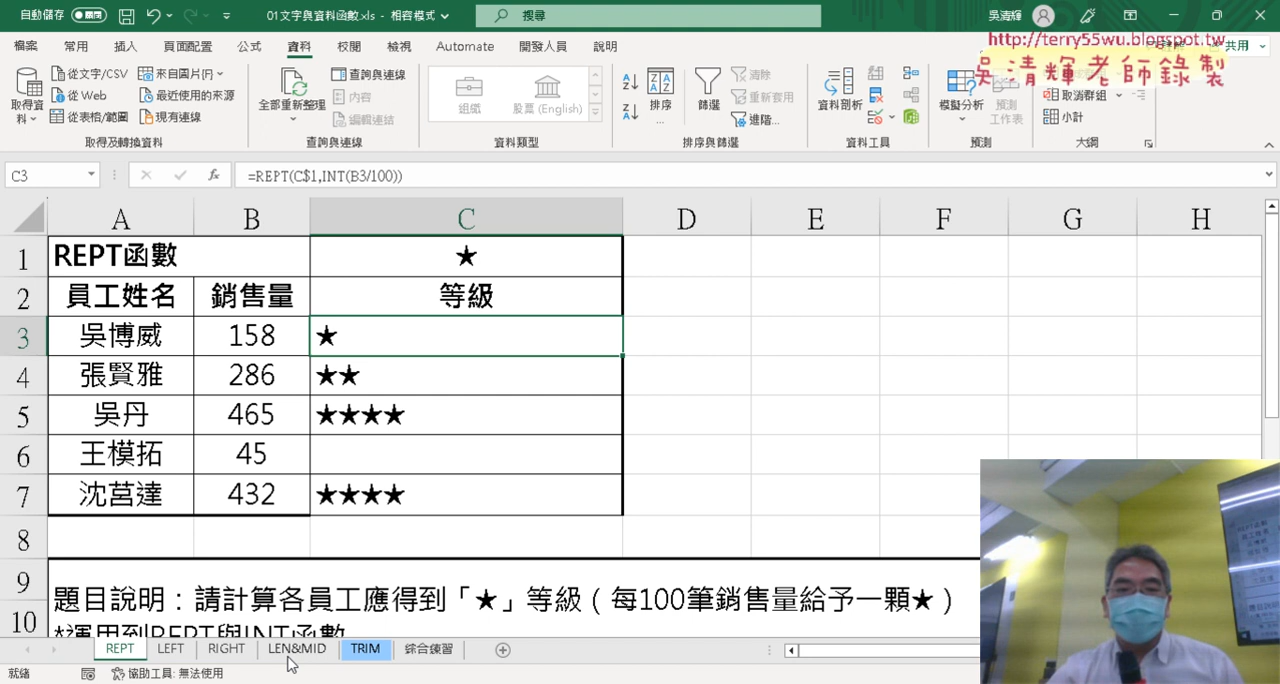 自動儲存 01文字與資料函數.xls - 相容模式 搜尋 吳清輝
http://terry55wu.blogspot.tw
吳清輝老師錄製
檔案 常用 插入 頁面配置 公式 資料 校閱 檢視 Automate 開發人員 說明 共用
取得資料 從文字/CSV 從 Web 從表格/範圍 來自圖片(F) 最近使用的來源 現有連線
全部重新整理 查詢與連線 內容 編輯連結
組織 股票 (English)
排序 篩選 清除 重新套用 進階...
資料剖析 模擬分析 預測工作表 取消群組 小計
取得及轉換資料 查詢與連線 資料類型 排序與篩選 資料工具 預測 大綱
C3 fx =REPT(C$1,INT(B3/100))
A B C D E F G H
1 REPT函數 ★
2 員工姓名 銷售量 等級
3 吳博威 158 ★
4 張賢雅 286 ★★
5 吳丹 465 ★★★★
6 王模拓 45
7 沈莒達 432 ★★★★
8
9
題目說明：請計算各員工應得到「★」等級（每100筆銷售量給予一顆★）
10 *運用到REPT與INT函數
REPT LEFT RIGHT LEN&MID TRIM 綜合練習
就緒 協助工具: 無法使用